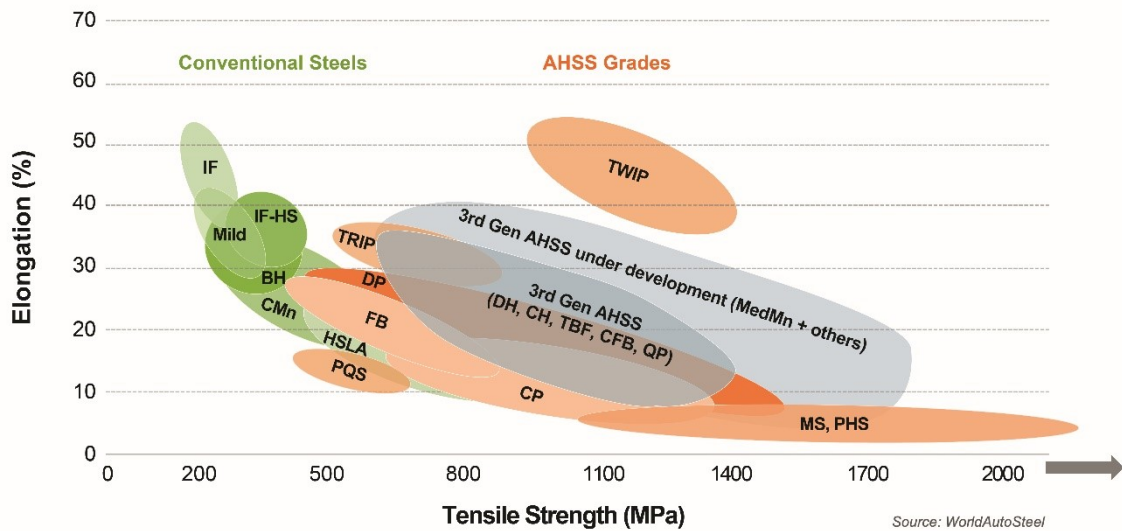 70
Conventional Steels
AHSS Grades
60
50
40
30
20
10
0
Elongation (%)
IF
IF-HS
Mild
BH
CMn
HSLA
PQS
FB
DP
TRIP
TWIP
3rd Gen AHSS under development (MedMn + others)
3rd Gen AHSS
(DH, CH, TBF, CFB, QP)
CP
MS, PHS
0 200 500 800 1100 1400 1700 2000
Tensile Strength (MPa)
Source: WorldAutoSteel